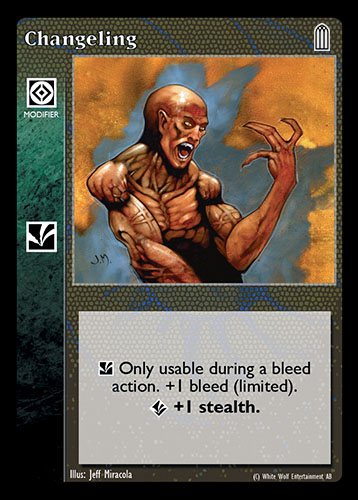 Changeling
MODIFIER
J.M.
Only usable during a bleed
action. +1 bleed (limited).
+1 stealth.
Illus: Jeff Miracola
(C) White Wolf Entertainment AB